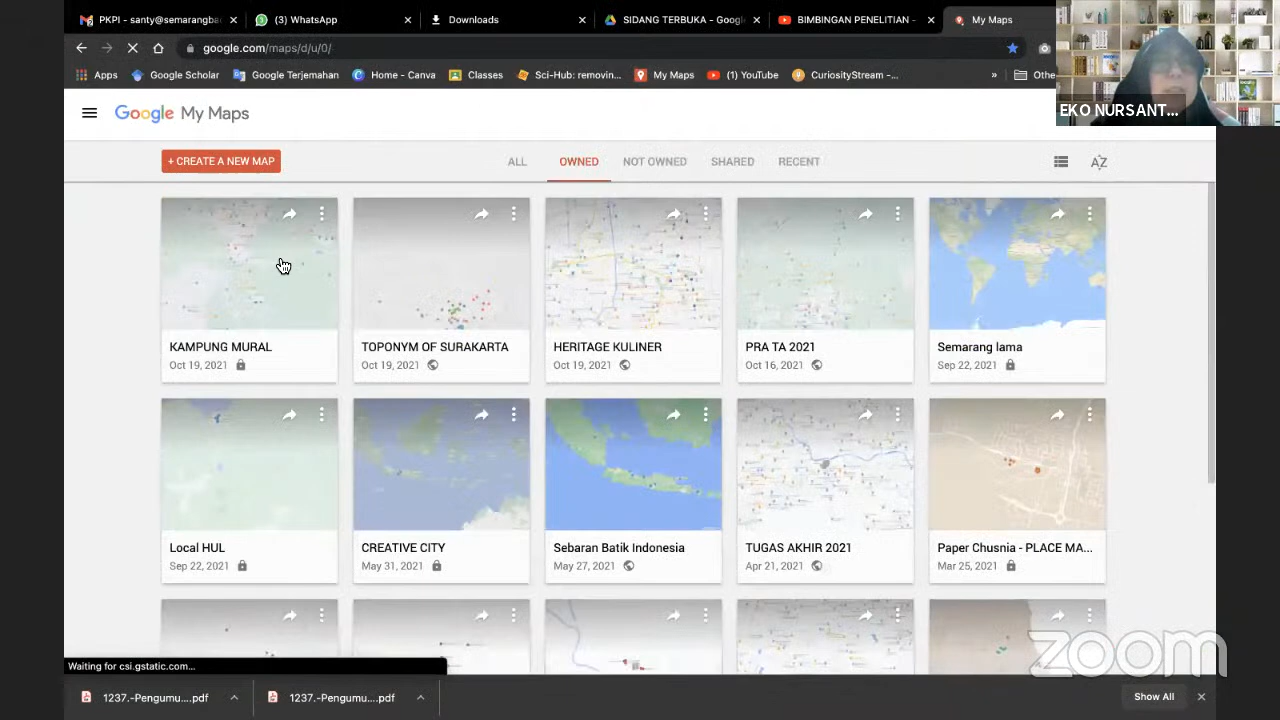 PKPI - santy@semarangba
(3) WhatsApp
Downloads
SIDANG TERBUKA - Googl
BIMBINGAN PENELITIAN -
My Maps
google.com/maps/d/u/0/
Apps
Google Scholar
Google Terjemahan
Home - Canva
Classes
Sci-Hub: removin...
My Maps
(1) YouTube
CuriosityStream -...
»
Othe
EKO NURSANT...
Google My Maps
+ CREATE A NEW MAP
ALL
OWNED
NOT OWNED
SHARED
RECENT
AZ
KAMPUNG MURAL
Oct 19, 2021
TOPONYM OF SURAKARTA
Oct 19, 2021
HERITAGE KULINER
Oct 19, 2021
PRA TA 2021
Oct 16, 2021
Semarang lama
Sep 22, 2021
Local HUL
Sep 22, 2021
CREATIVE CITY
May 31, 2021
Sebaran Batik Indonesia
May 27, 2021
TUGAS AKHIR 2021
Apr 21, 2021
Paper Chusnia - PLACE MA...
Mar 25, 2021
zoom
Waiting for csi.gstatic.com...
1237.-Pengumu....pdf
1237.-Pengumu....pdf
Show All